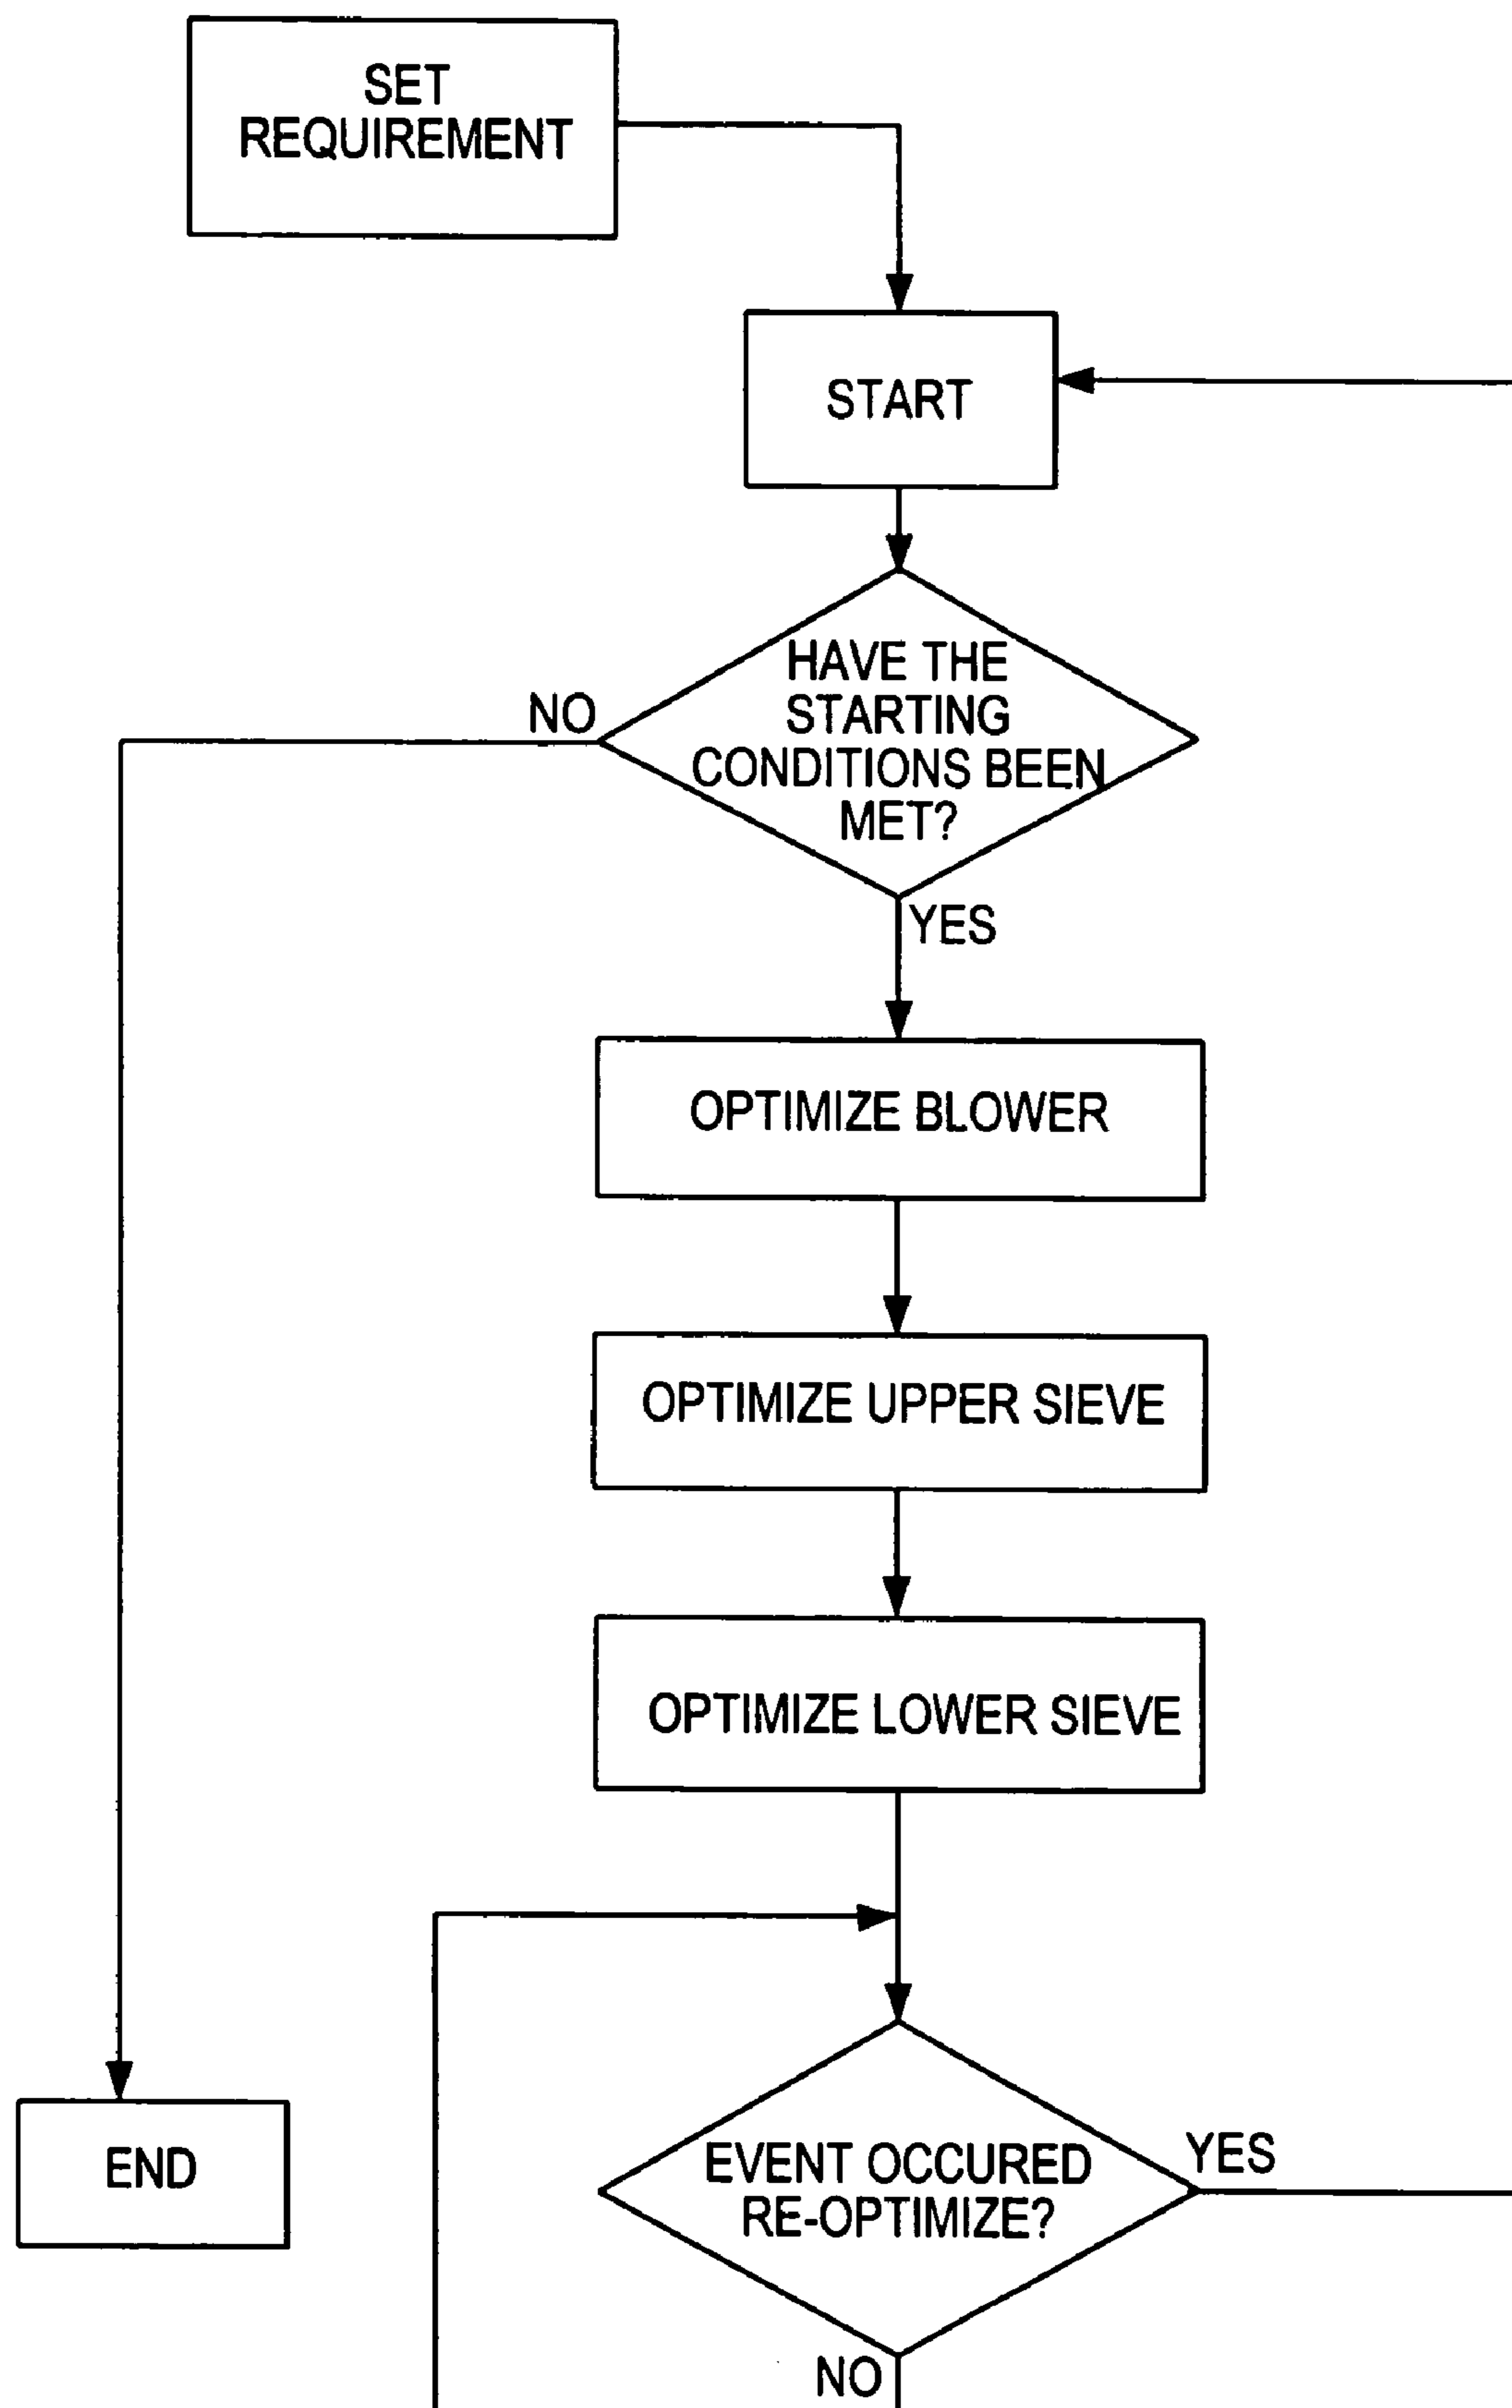 SET
REQUIREMENT
START
HAVE THE
STARTING
CONDITIONS BEEN
MET?
NO
YES
OPTIMIZE BLOWER
OPTIMIZE UPPER SIEVE
OPTIMIZE LOWER SIEVE
END
EVENT OCCURED
RE-OPTIMIZE?
YES
NO